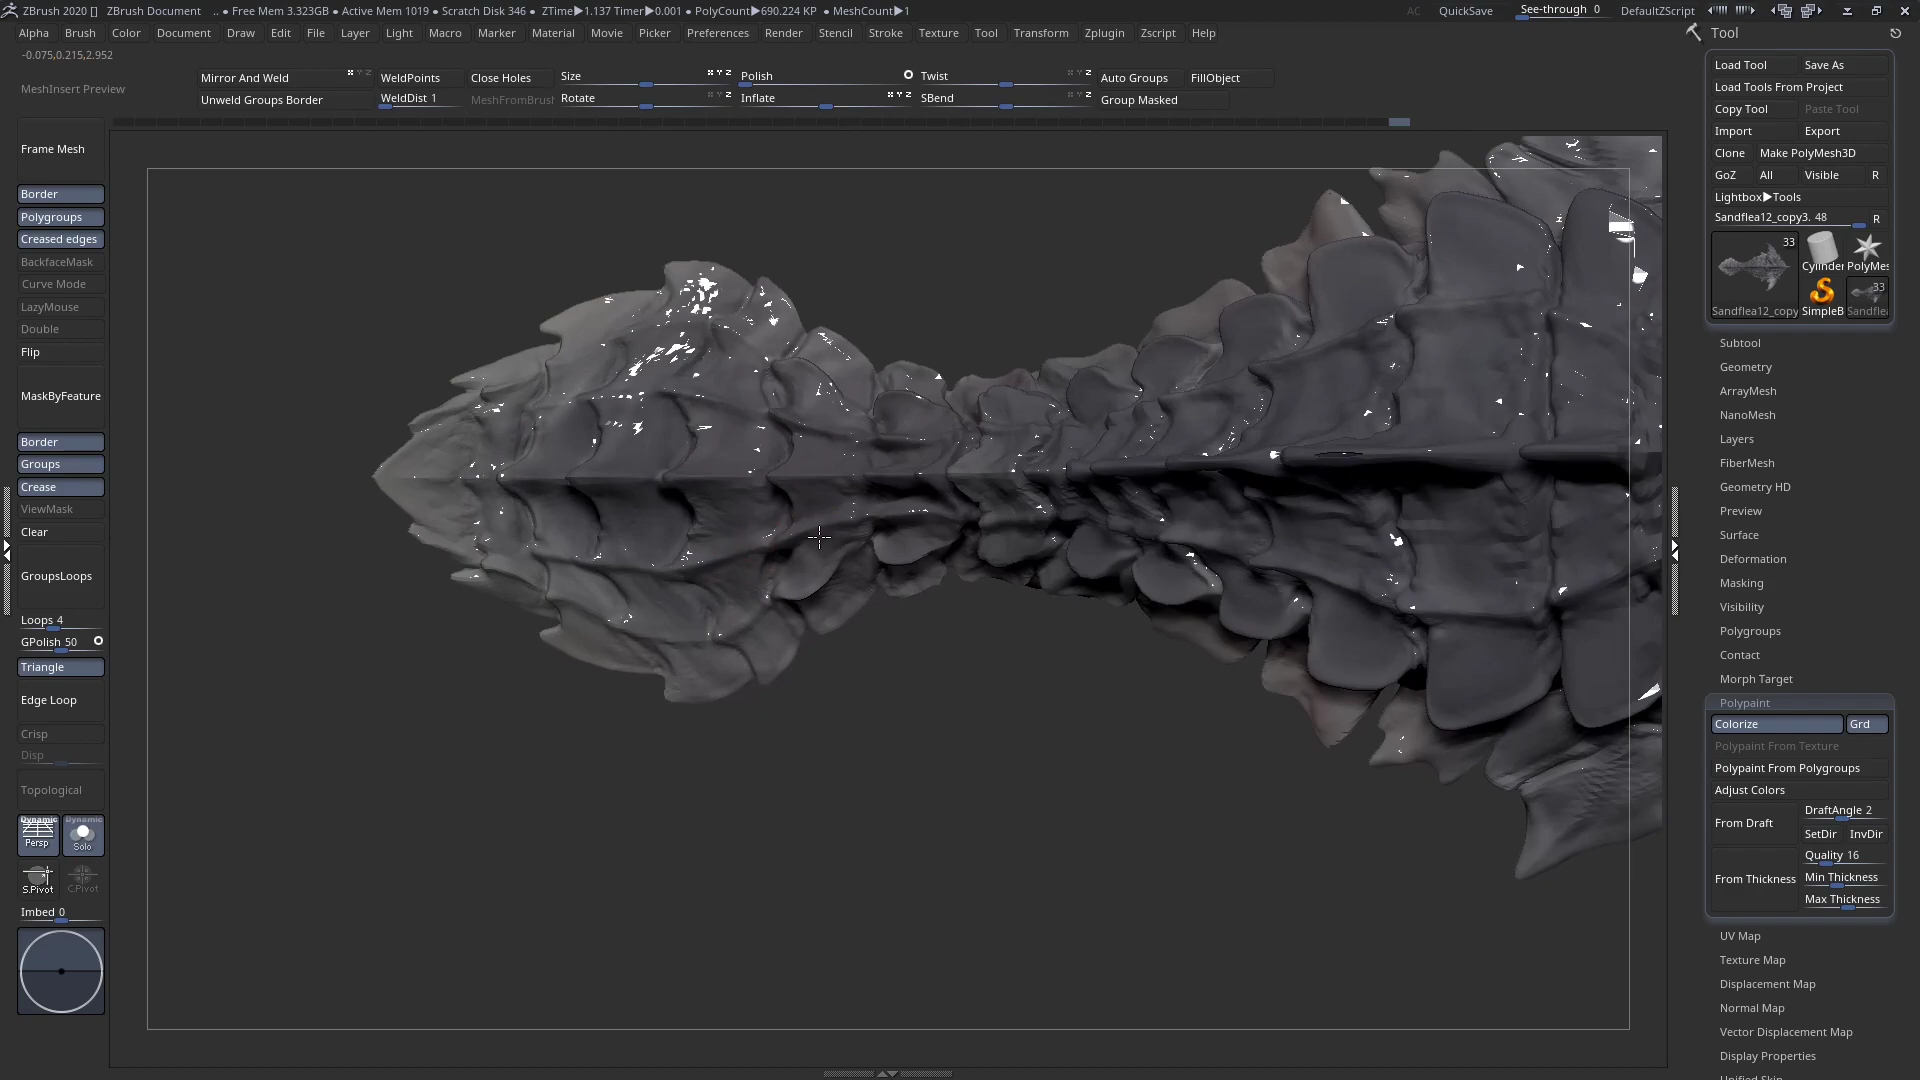 ZBrush 2020 [] ZBrush Document .. • Free Mem 3.323GB • Active Mem 1019 • Scratch Disk 346 • ZTime▶1.137 Timer▶0.001 • PolyCount▶690.224 KP • MeshCount▶1 AC QuickSave See-through 0 DefaultZScript
Alpha Brush Color Document Draw Edit File Layer Light Macro Marker Material Movie Picker Preferences Render Stencil Stroke Texture Tool Transform Zplugin Zscript Help
-0.075,0.215,2.952
MeshInsert Preview
Mirror And Weld WeldPoints Close Holes Size Polish Twist Auto Groups FillObject
Unweld Groups Border WeldDist 1 MeshFromBrush Rotate Inflate SBend Group Masked
Frame Mesh
Border
Polygroups
Creased edges
BackfaceMask
Curve Mode
LazyMouse
Double
Flip
MaskByFeature
Border
Groups
Crease
ViewMask
Clear
GroupsLoops
Loops 4
GPolish 50
Triangle
Edge Loop
Crisp
Disp
Topological
Dynamic Dynamic
Persp Solo
S.Pivot C.Pivot
Imbed 0
Tool
Load Tool Save As
Load Tools From Project
Copy Tool Paste Tool
Import Export
Clone Make PolyMesh3D
GoZ All Visible R
Lightbox▶Tools
Sandflea12_copy3. 48 R
33
Cylinder PolyMes
33
Sandflea12_copy SimpleB Sandflea
Subtool
Geometry
ArrayMesh
NanoMesh
Layers
FiberMesh
Geometry HD
Preview
Surface
Deformation
Masking
Visibility
Polygroups
Contact
Morph Target
Polypaint
Colorize Grd
Polypaint From Texture
Polypaint From Polygroups
Adjust Colors
From Draft DraftAngle 2
SetDir InvDir
From Thickness Quality 16
Min Thickness
Max Thickness
UV Map
Texture Map
Displacement Map
Normal Map
Vector Displacement Map
Display Properties
Unified Skin